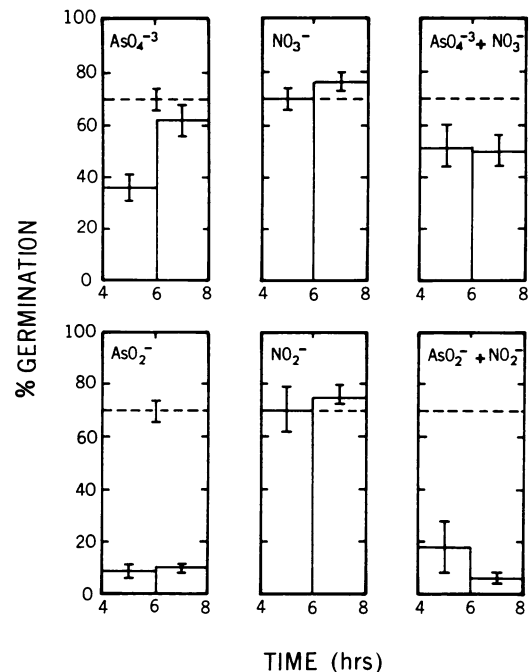 % GERMINATION
100
80
60
40
20
0
AsO₄⁻³
4 6 8
NO₃⁻
4 6 8
AsO₄⁻³ + NO₃⁻
4 6 8
100
80
60
40
20
0
AsO₂⁻
4 6 8
NO₂⁻
4 6 8
AsO₂⁻ + NO₂⁻
4 6 8
TIME (hrs)